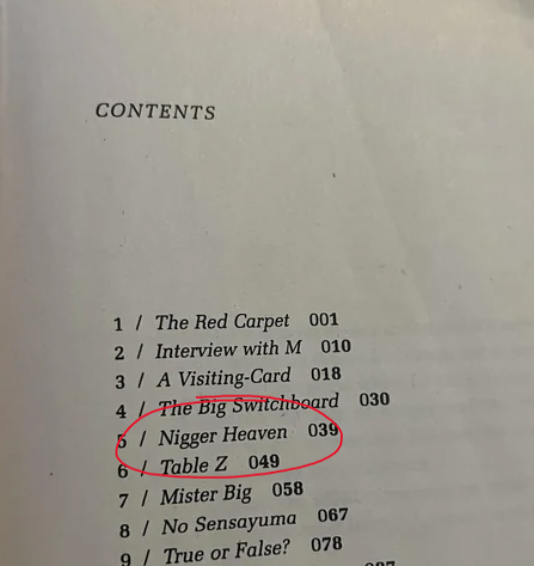 CONTENTS
1 / The Red Carpet 001
2 / Interview with M 010
3 / A Visiting-Card 018
4 / The Big Switchboard 030
5 / Nigger Heaven 039
6 / Table Z 049
7 / Mister Big 058
8 / No Sensayuma 067
9 / True or False? 078